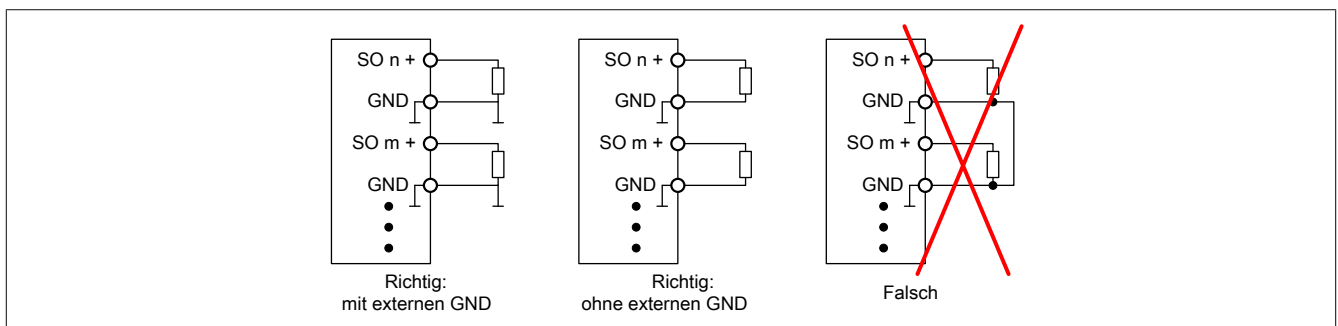 SO n +
GND
SO m +
GND
Richtig:
mit externen GND
SO n +
GND
SO m +
GND
Richtig:
ohne externen GND
SO n +
GND
SO m +
GND
Falsch